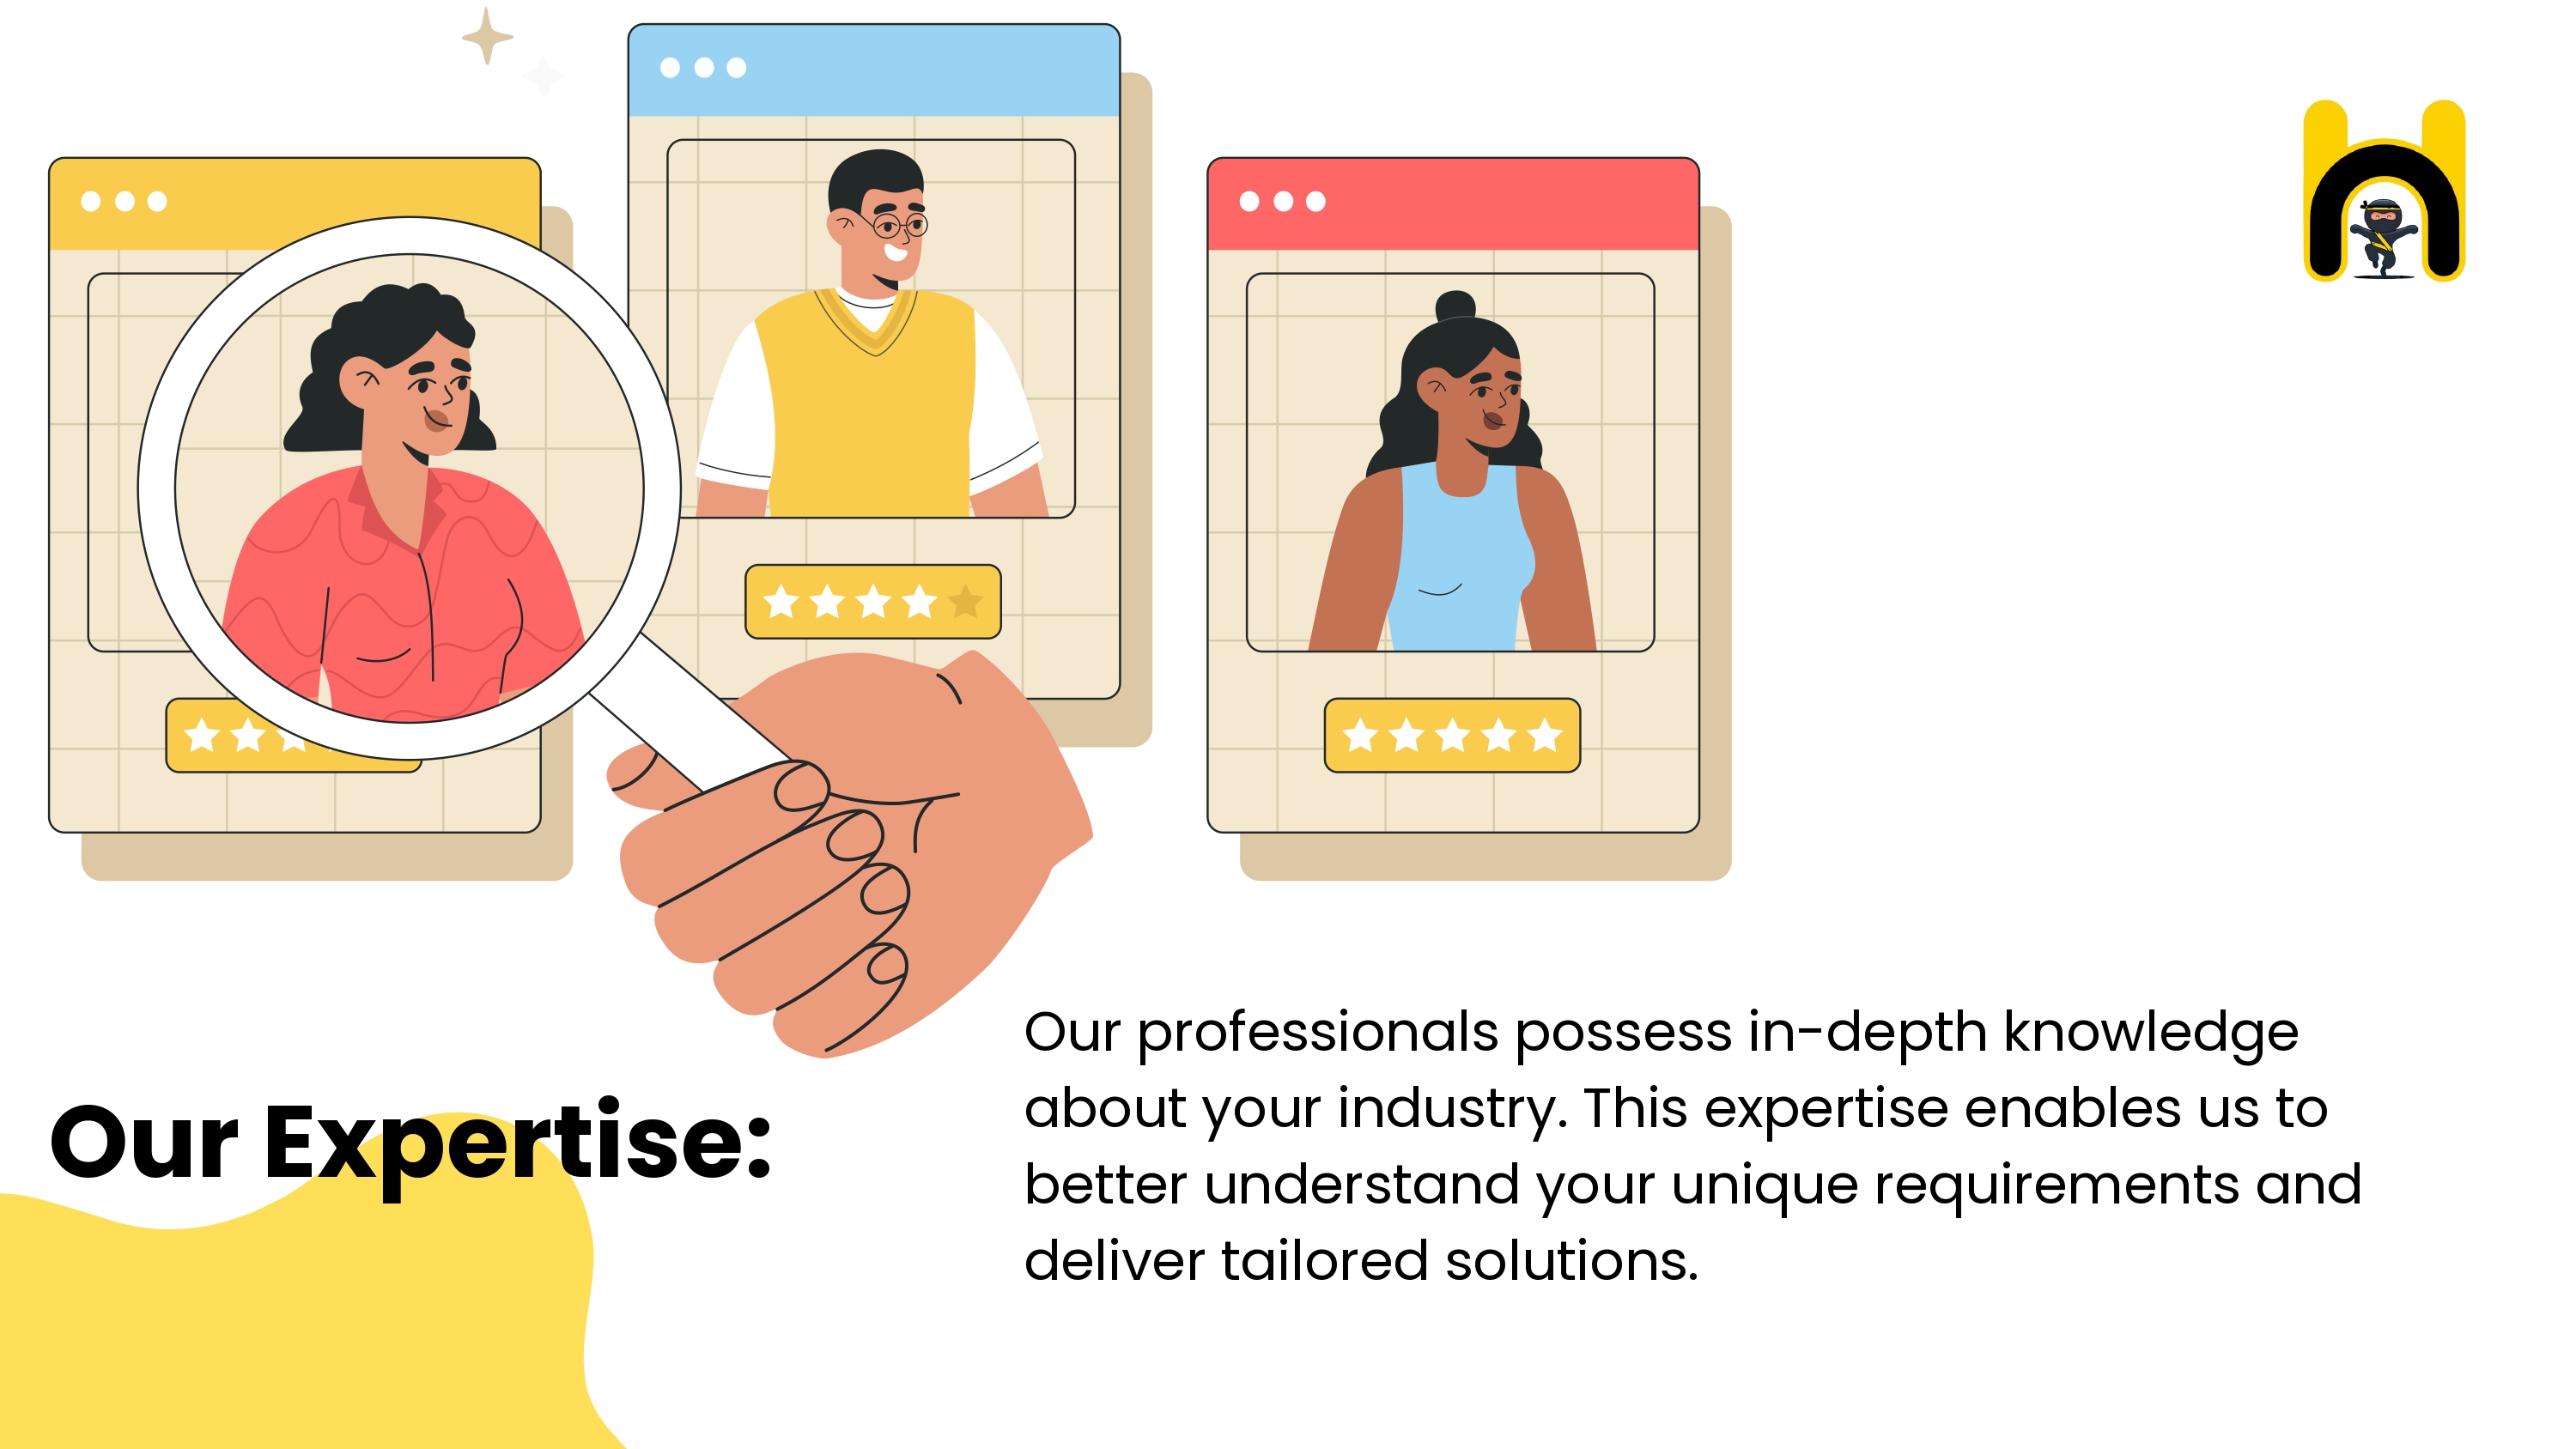 Our Expertise:
Our professionals possess in-depth knowledge
about your industry. This expertise enables us to
better understand your unique requirements and
deliver tailored solutions.